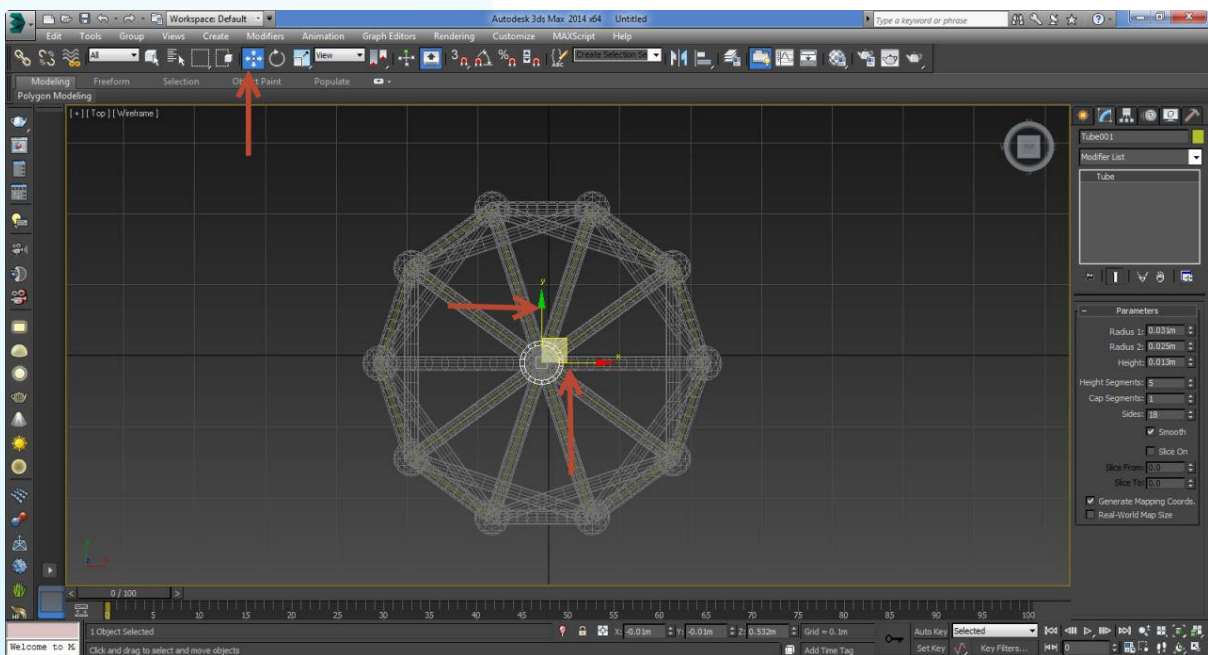 Workspace: Default
Autodesk 3ds Max 2014 x64 Untitled
Type a keyword or phrase
Edit Tools Group Views Create Modifiers Animation Graph Editors Rendering Customize MAXScript Help
All
View
3
Create Selection Se
Modeling Freeform Selection Object Paint Populate
Polygon Modeling
[ + ] [ Top ] [ Wireframe ]
TOP
y
x
Tube001
Modifier List
Tube
Parameters
Radius 1: 0.031m
Radius 2: 0.025m
Height: 0.013m
Height Segments: 5
Cap Segments: 1
Sides: 18
Smooth
Slice On
Slice From: 0.0
Slice To: 0.0
Generate Mapping Coords.
Real-World Map Size
0 / 100
0 5 10 15 20 25 30 35 40 45 50 55 60 65 70 75 80 85 90 95 100
1 Object Selected
X: -0.01m Y: -0.01m Z: 0.532m Grid = 0.1m
Auto Key Selected
Welcome to M
Click and drag to select and move objects
Add Time Tag
Set Key Key Filters... 0